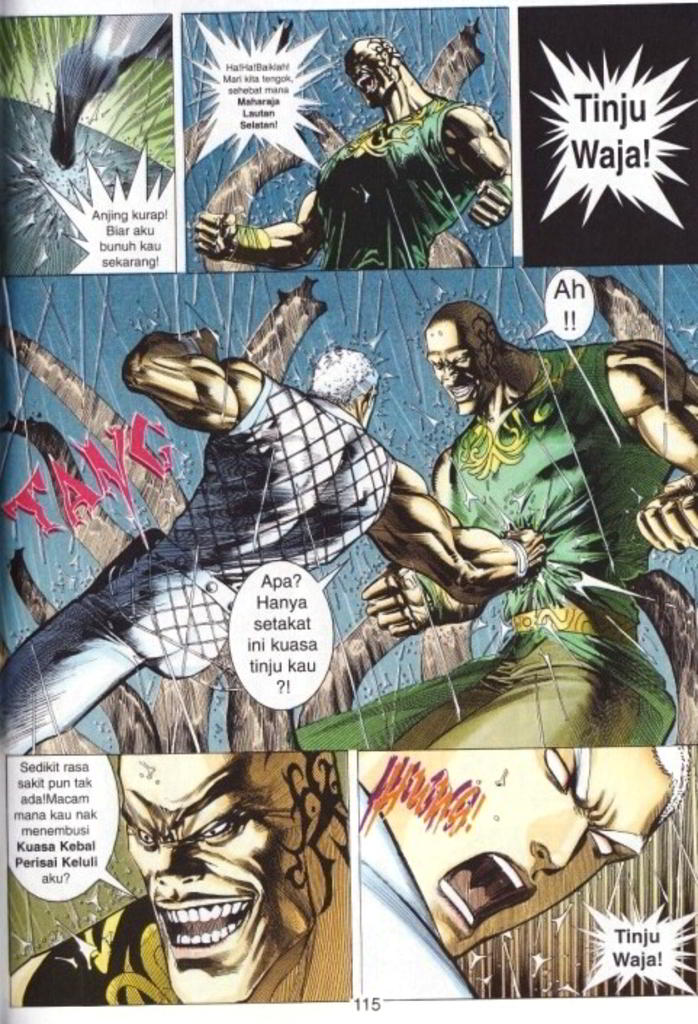 Anjing kurap!
Biar aku
bunuh kau
sekarang!
Ha!Ha!Baiklah!
Mari kita tengok,
sehebat mana
Maharaja
Lautan
Selatan!
Tinju
Waja!
Ah
!!
TANG
Apa?
Hanya
setakat
ini kuasa
tinju kau
?!
Sedikit rasa
sakit pun tak
ada!Macam
mana kau nak
menembusi
Kuasa Kebal
Perisai Keluli
aku?
Tinju
Waja!
115